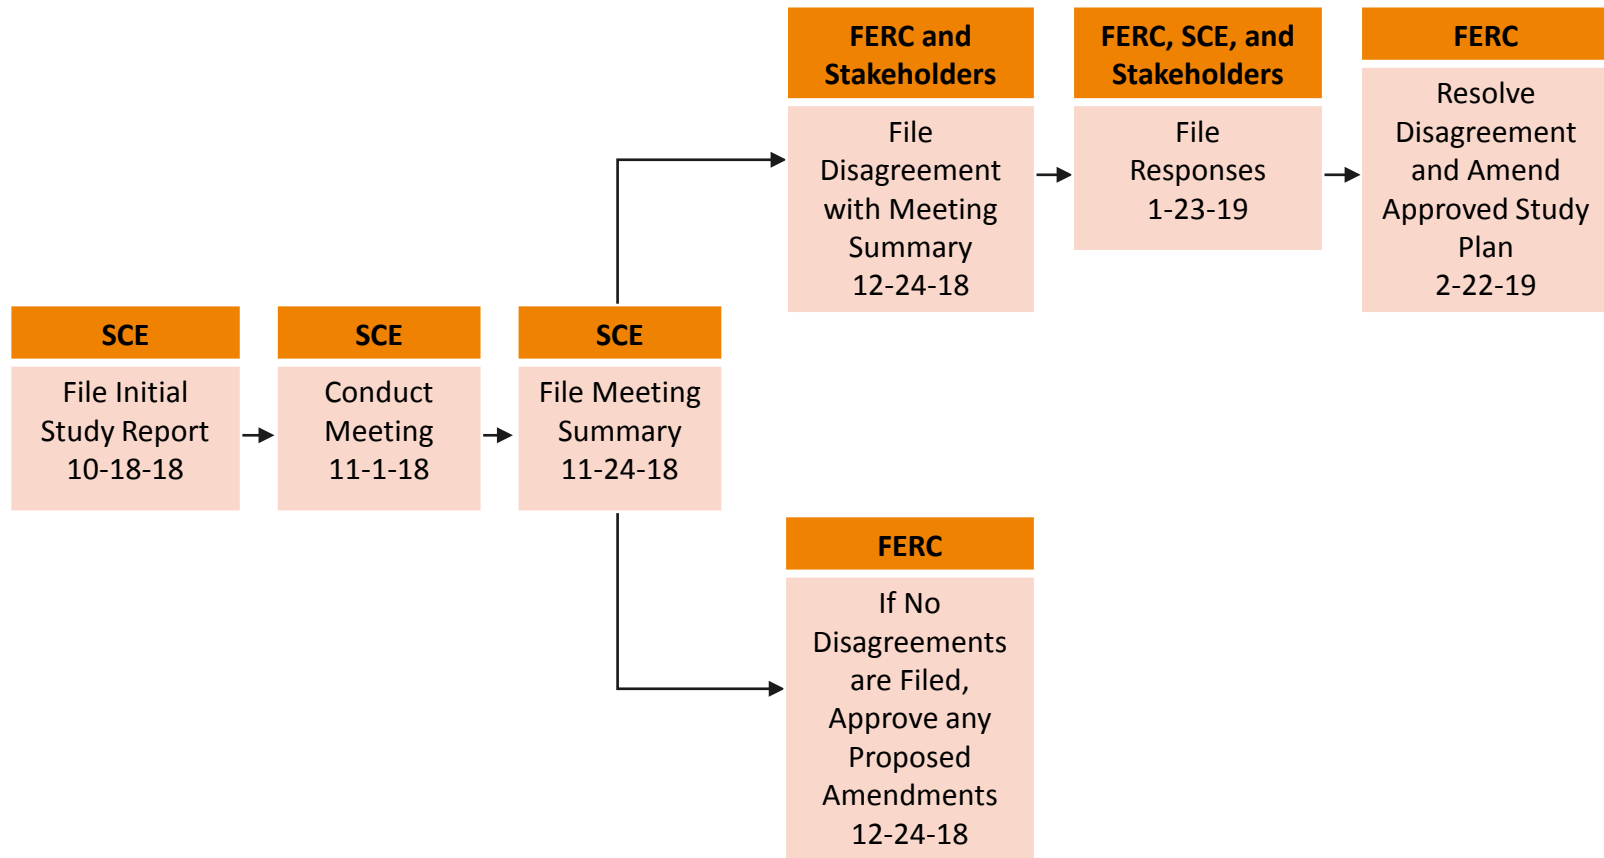 SCE
File Initial
Study Report
10-18-18
SCE
Conduct
Meeting
11-1-18
SCE
File Meeting
Summary
11-24-18
FERC and
Stakeholders
File
Disagreement
with Meeting
Summary
12-24-18
FERC, SCE, and
Stakeholders
File
Responses
1-23-19
FERC
Resolve
Disagreement
and Amend
Approved Study
Plan
2-22-19
FERC
If No
Disagreements
are Filed,
Approve any
Proposed
Amendments
12-24-18